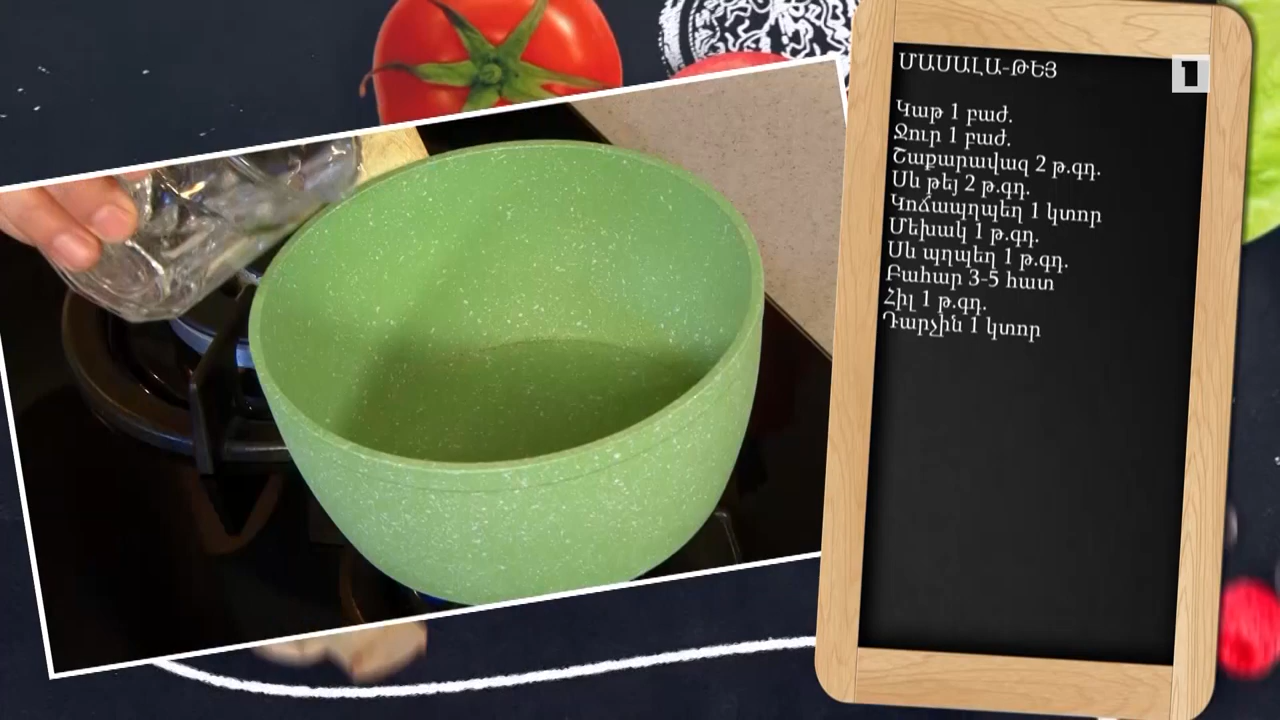 ՄԱՍԱԼԱ-ԹԵՅ
1
Կաթ 1 բաժ.
Ջուր 1 բաժ.
Շաքարավազ 2 թ.գդ.
Սև թեյ 2 թ.գդ.
Կոճապղպեղ 1 կտոր
Մեխակ 1 թ.գդ.
Սև պղպեղ 1 թ.գդ.
Բահար 3-5 հատ
Հիլ 1 թ.գդ.
Դարչին 1 կտոր